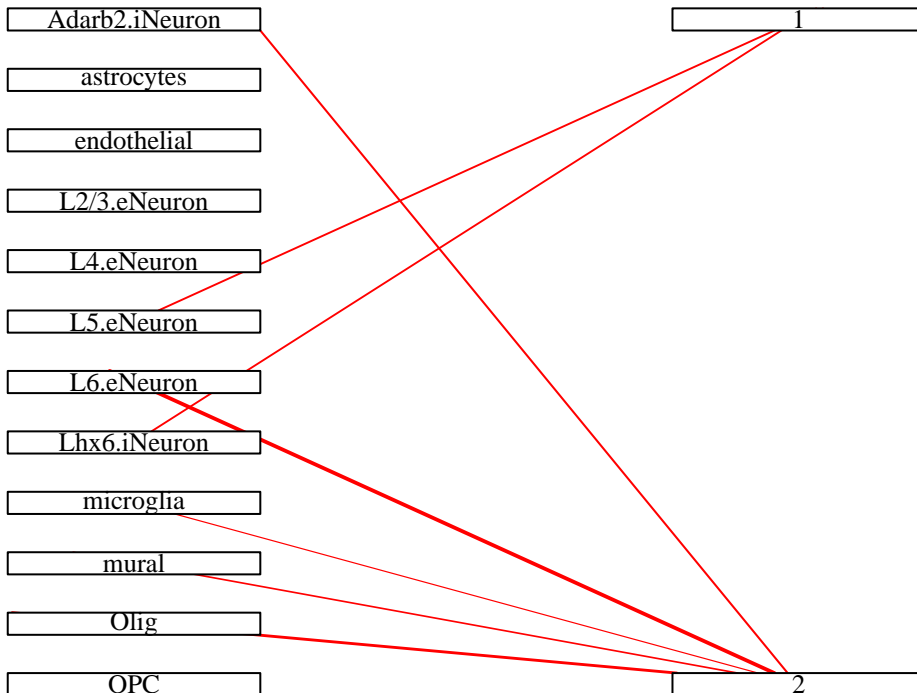 Adarb2.iNeuron
1
astrocytes
endothelial
L2/3.eNeuron
L4.eNeuron
L5.eNeuron
L6.eNeuron
Lhx6.iNeuron
microglia
mural
Olig
OPC
2